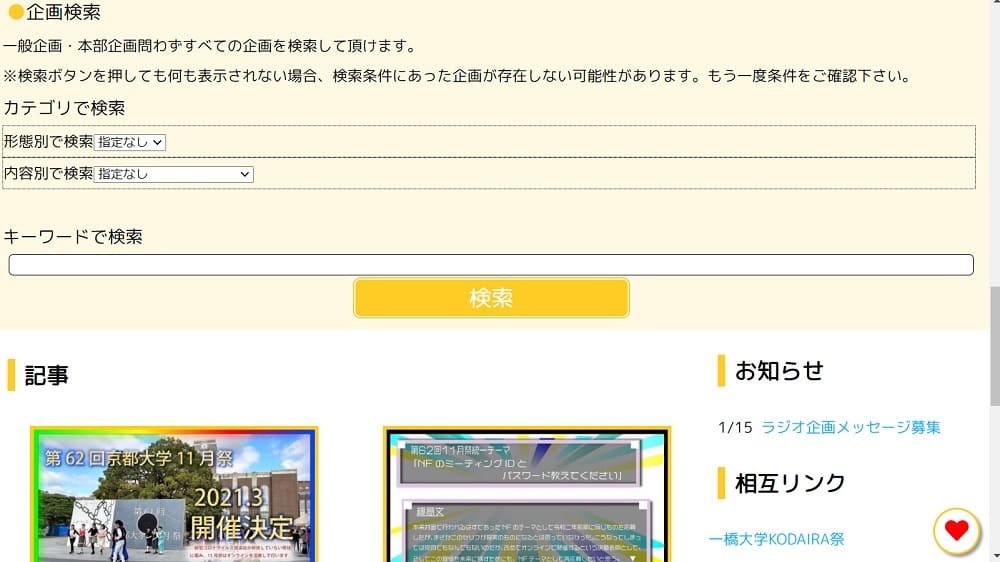 企画検索
一般企画・本部企画問わずすべての企画を検索して頂けます。
※検索ボタンを押しても何も表示されない場合、検索条件にあった企画が存在しない可能性があります。もう一度条件をご確認下さい。
カテゴリで検索
形態別で検索 指定なし
内容別で検索 指定なし
キーワードで検索
検索
記事
第62回京都大学11月祭
2021.3
開催決定
第62回11月祭統一テーマ
「NFのミーティングIDと
パスワード教えてください」
趣意文
お知らせ
1/15 ラジオ企画メッセージ募集
相互リンク
一橋大学KODAIRA祭